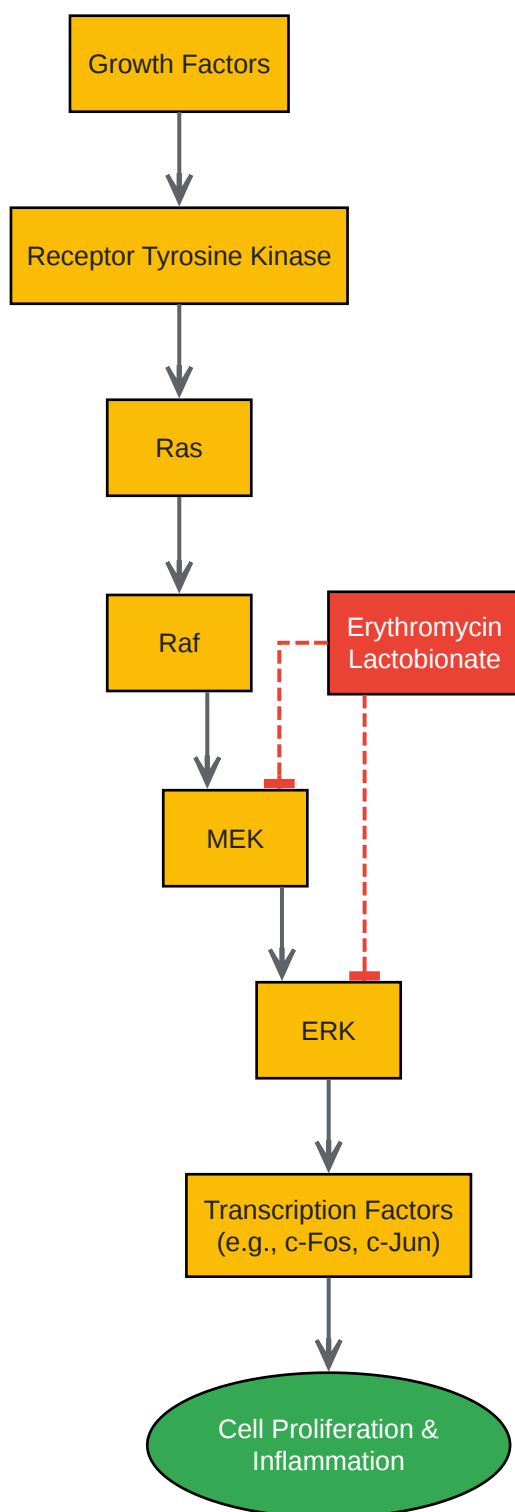 Growth Factors
Receptor Tyrosine Kinase
Ras
Raf
Erythromycin
Lactobionate
MEK
ERK
Transcription Factors
(e.g., c-Fos, c-Jun)
Cell Proliferation &
Inflammation